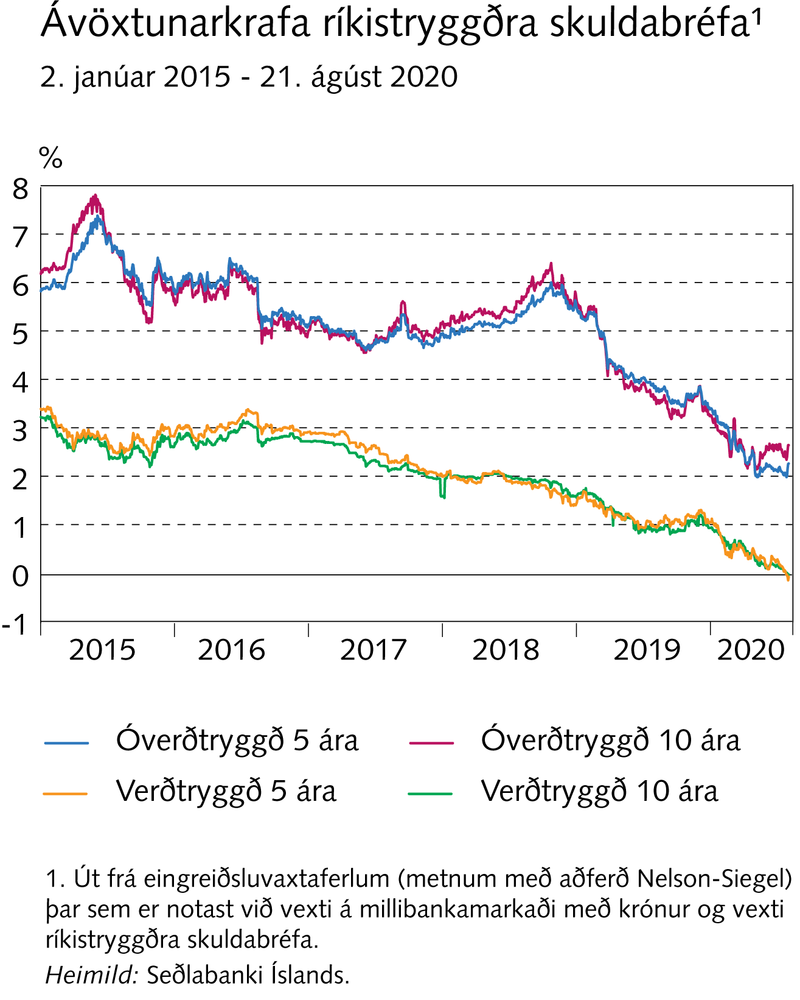 Ávöxtunarkrafa ríkistryggðra skuldabréfa¹
2. janúar 2015 - 21. ágúst 2020
%
8
7
6
5
4
3
2
1
0
-1
2015 2016 2017 2018 2019 2020
Óverðtryggð 5 ára Óverðtryggð 10 ára
Verðtryggð 5 ára Verðtryggð 10 ára
1. Út frá eingreiðsluvaxtaferlum (metnum með aðferð Nelson-Siegel)
þar sem er notast við vexti á millibankamarkaði með krónur og vexti
ríkistryggðra skuldabréfa.
Heimild: Seðlabanki Íslands.